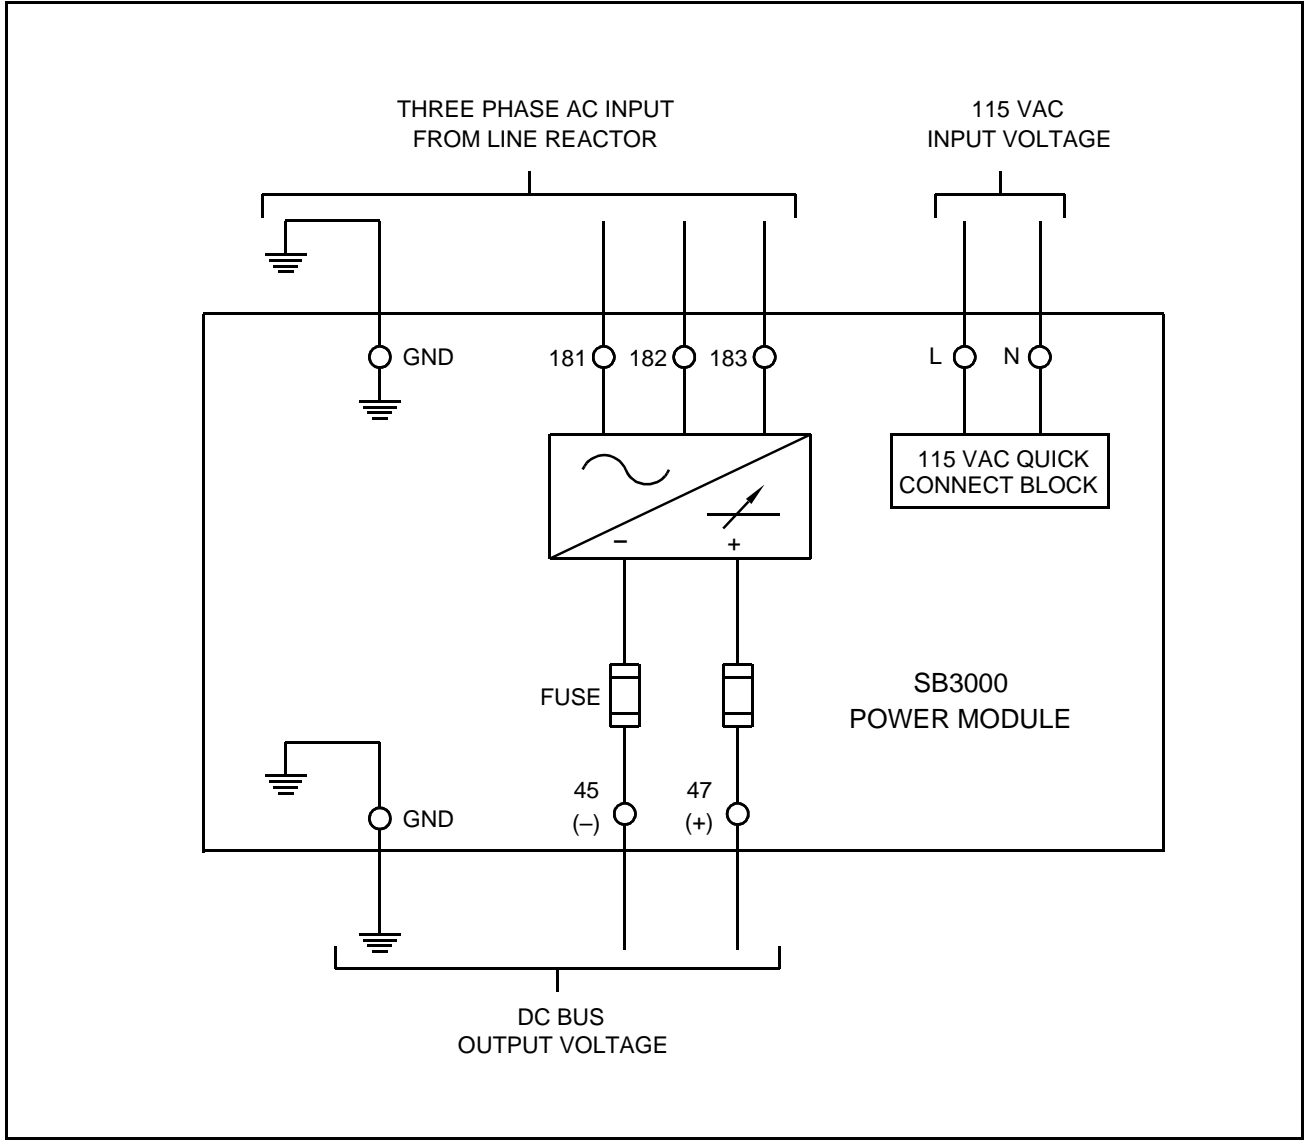 THREE PHASE AC INPUT
FROM LINE REACTOR
115 VAC
INPUT VOLTAGE
GND
181
182
183
L
N
115 VAC QUICK
CONNECT BLOCK
–
+
FUSE
SB3000
POWER MODULE
45
(–)
47
(+)
GND
DC BUS
OUTPUT VOLTAGE